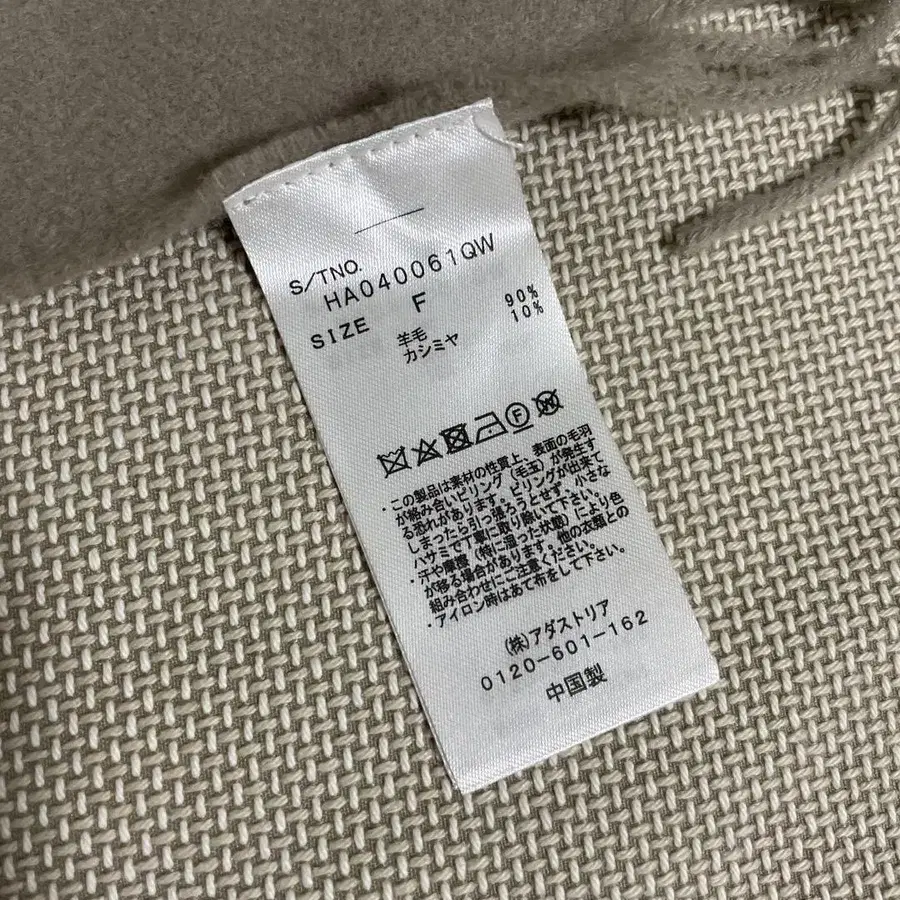 S/TNO.
HA040061QW
SIZE F
羊毛 90%
カシミヤ 10%
・この製品は素材の性質上、表面の毛羽
が絡み合いピリング(毛玉)が発生す
る恐れがあります。ピリングが出来て
しまったら引っ張ろうとせず、小さな
ハサミで丁寧に取り除いて下さい。
・汗や摩擦(特に湿った状態)により色
が移る場合があります。他の衣類との
組み合わせにご注意ください。
・アイロン時はあて布をして下さい。
(株)アダストリア
0120-601-162
中国製